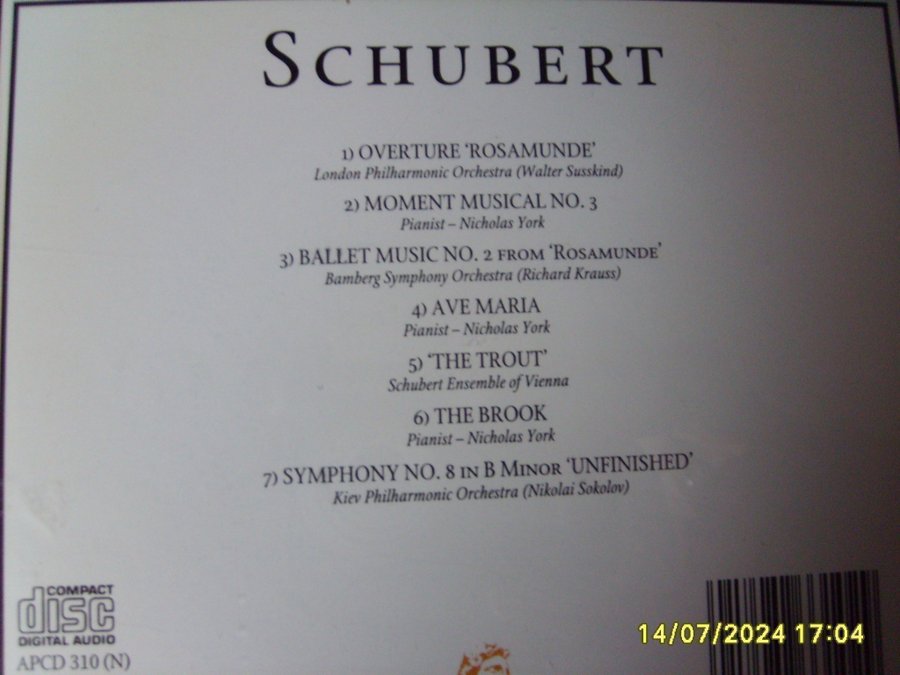 SCHUBERT
1) OVERTURE ‘ROSAMUNDE’
London Philharmonic Orchestra (Walter Susskind)
2) MOMENT MUSICAL NO. 3
Pianist – Nicholas York
3) BALLET MUSIC NO. 2 FROM ‘ROSAMUNDE’
Bamberg Symphony Orchestra (Richard Krauss)
4) AVE MARIA
Pianist – Nicholas York
5) ‘THE TROUT’
Schubert Ensemble of Vienna
6) THE BROOK
Pianist – Nicholas York
7) SYMPHONY NO. 8 IN B MINOR ‘UNFINISHED’
Kiev Philharmonic Orchestra (Nikolai Sokolov)
COMPACT
disc
DIGITAL AUDIO
APCD 310 (N)
14/07/2024 17:04